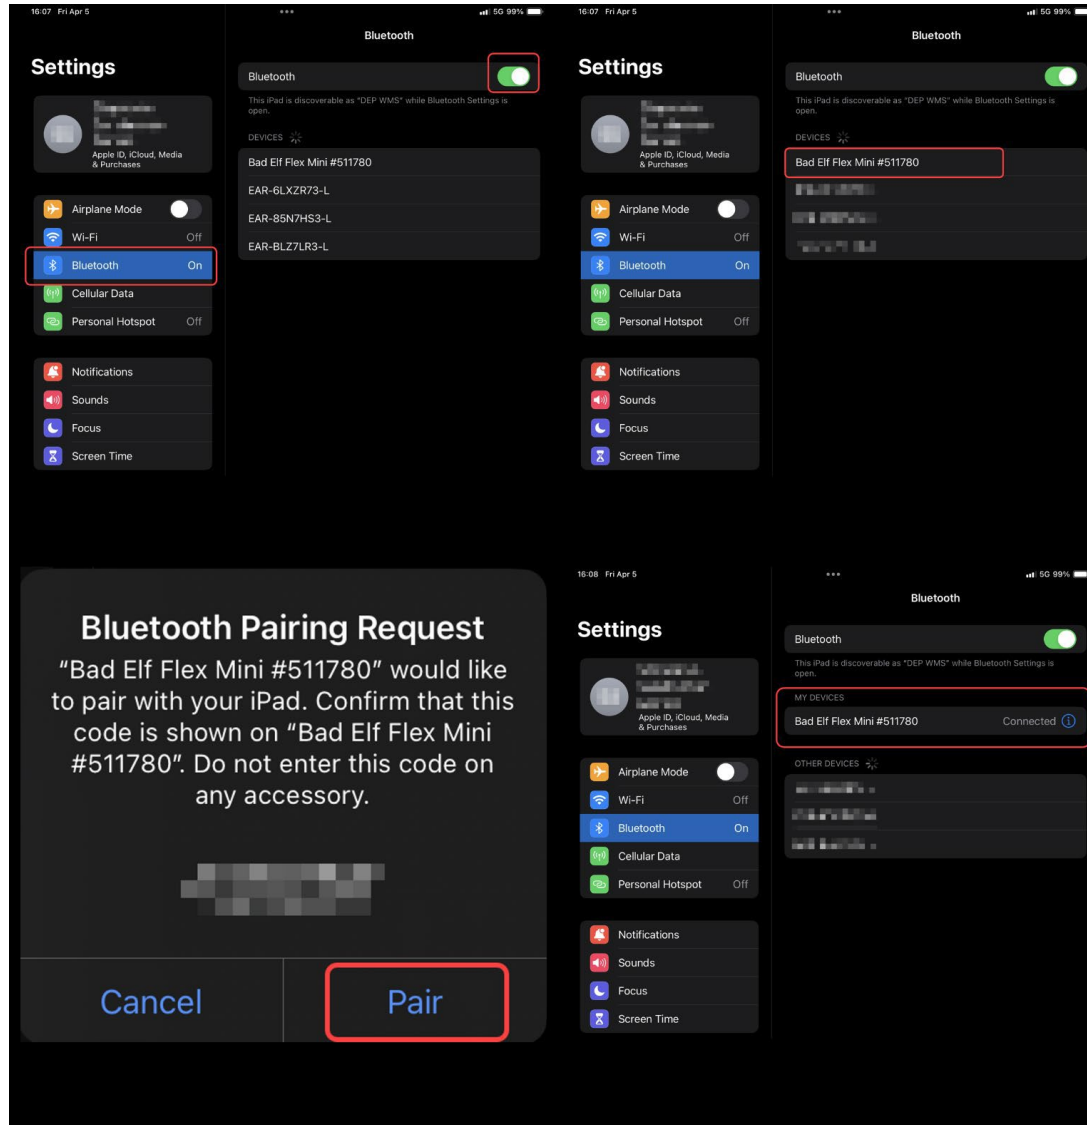 16:07 Fri Apr 5
5G 99%
Settings
Apple ID, iCloud, Media
& Purchases
Airplane Mode
Wi-Fi Off
Bluetooth On
Cellular Data
Personal Hotspot Off
Notifications
Sounds
Focus
Screen Time
Bluetooth
Bluetooth
This iPad is discoverable as "DEP WMS" while Bluetooth Settings is
open.
DEVICES
Bad Elf Flex Mini #511780
EAR-6LXZR73-L
EAR-85N7HS3-L
EAR-BLZ7LR3-L
16:07 Fri Apr 5
5G 99%
Settings
Apple ID, iCloud, Media
& Purchases
Airplane Mode
Wi-Fi Off
Bluetooth On
Cellular Data
Personal Hotspot Off
Notifications
Sounds
Focus
Screen Time
Bluetooth
Bluetooth
This iPad is discoverable as "DEP WMS" while Bluetooth Settings is
open.
DEVICES
Bad Elf Flex Mini #511780
Bluetooth Pairing Request
“Bad Elf Flex Mini #511780” would like
to pair with your iPad. Confirm that this
code is shown on “Bad Elf Flex Mini
#511780”. Do not enter this code on
any accessory.
Cancel
Pair
16:08 Fri Apr 5
5G 99%
Settings
Apple ID, iCloud, Media
& Purchases
Airplane Mode
Wi-Fi Off
Bluetooth On
Cellular Data
Personal Hotspot Off
Notifications
Sounds
Focus
Screen Time
Bluetooth
Bluetooth
This iPad is discoverable as "DEP WMS" while Bluetooth Settings is
open.
MY DEVICES
Bad Elf Flex Mini #511780 Connected
OTHER DEVICES